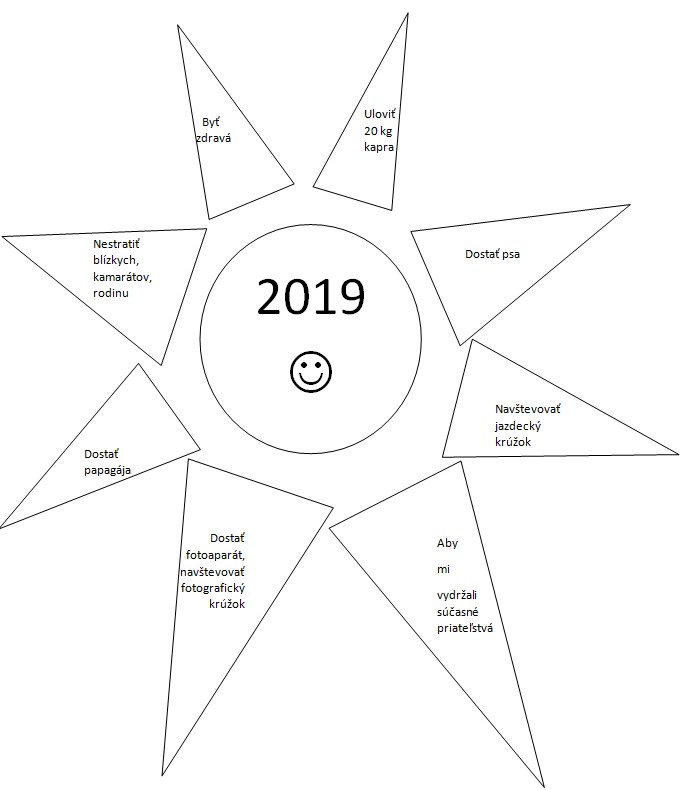 Byť
zdravá
Uloviť
20 kg
kapra
Nestratiť
blízkych,
kamarátov,
rodinu
2019
Dostať psa
Navštevovať
jazdecký
krúžok
Dostať
papagája
Dostať
fotoaparát,
navštevovať
fotografický
krúžok
Aby
mi
vydržali
súčasné
priateľstvá